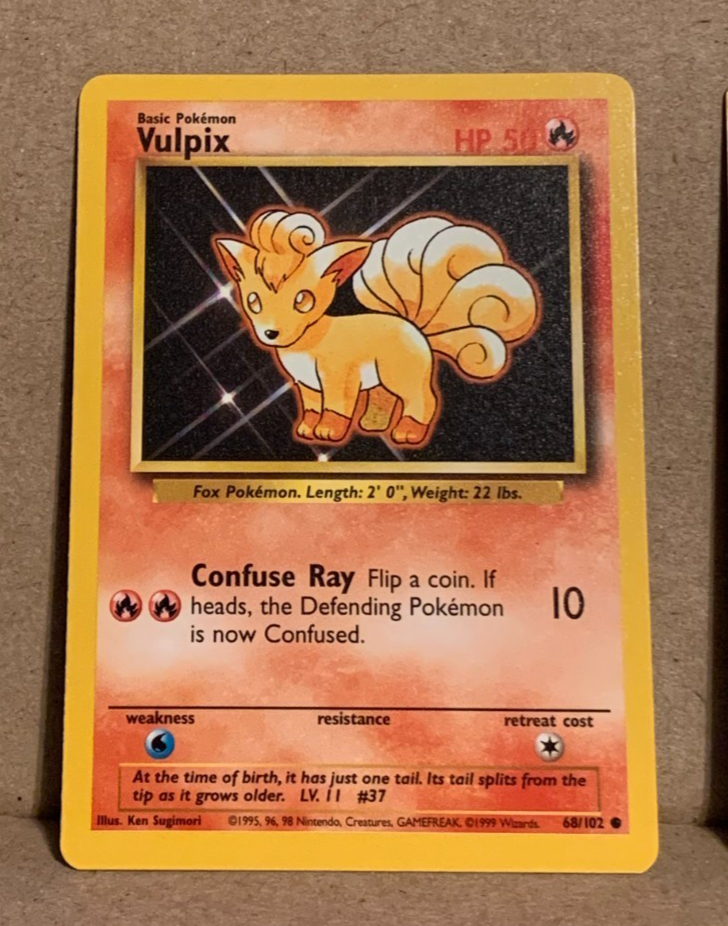 Basic Pokémon
Vulpix HP 50
Fox Pokémon. Length: 2' 0", Weight: 22 lbs.
Confuse Ray Flip a coin. If
heads, the Defending Pokémon 10
is now Confused.
weakness resistance retreat cost
At the time of birth, it has just one tail. Its tail splits from the
tip as it grows older. LV. 11 #37
Illus. Ken Sugimori ©1995, 96, 98 Nintendo, Creatures, GAMEFREAK. ©1999 Wizards. 68/102